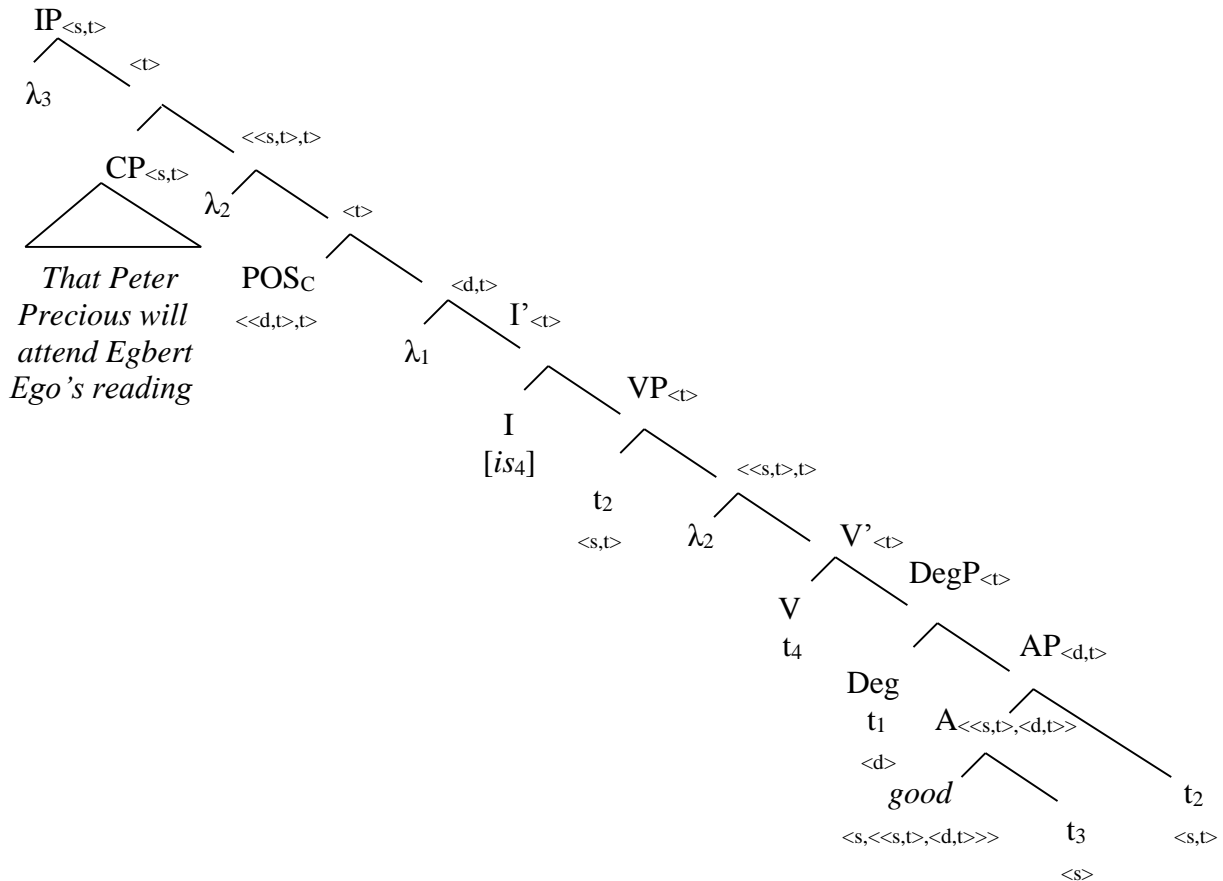 IP<s,t>
<t>
λ3
<<s,t>,t>
CP<s,t>
λ2
<t>
That Peter
Precious will
attend Egbert
Ego’s reading
POSC
<<d,t>,t>
<d,t>
I’<t>
λ1
VP<t>
I
[is4]
<<s,t>,t>
t2
<s,t>
λ2
V’<t>
DegP<t>
V
t4
AP<d,t>
Deg
t1
<d>
A<<s,t>,<d,t>>
good
<s,<<s,t>,<d,t>>>
t3
<s>
t2
<s,t>